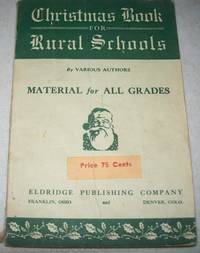 Christmas Book
FOR
Rural Schools
By VARIOUS AUTHORS
MATERIAL for ALL GRADES
Price 75 Cents
ELDRIDGE PUBLISHING COMPANY
FRANKLIN, OHIO and DENVER, COLO.